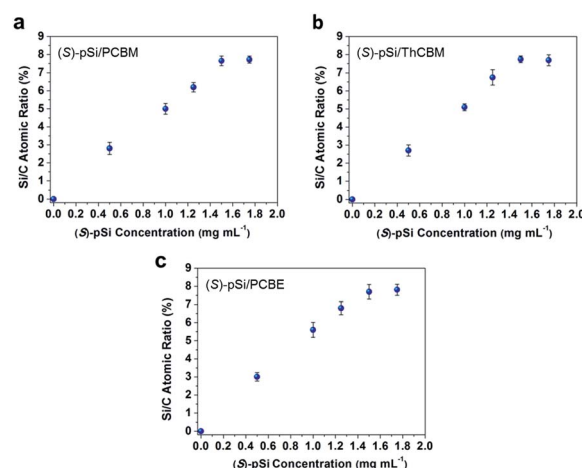 a
(S)-pSi/PCBM
Si/C Atomic Ratio (%)
9
8
7
6
5
4
3
2
1
0
0.0 0.2 0.4 0.6 0.8 1.0 1.2 1.4 1.6 1.8 2.0
(S)-pSi Concentration (mg mL⁻¹)
b
(S)-pSi/ThCBM
Si/C Atomic Ratio (%)
9
8
7
6
5
4
3
2
1
0
0.0 0.2 0.4 0.6 0.8 1.0 1.2 1.4 1.6 1.8 2.0
(S)-pSi Concentration (mg mL⁻¹)
c
(S)-pSi/PCBE
Si/C Atomic Ratio (%)
9
8
7
6
5
4
3
2
1
0
0.0 0.2 0.4 0.6 0.8 1.0 1.2 1.4 1.6 1.8 2.0
(S)-pSi Concentration (mg mL⁻¹)